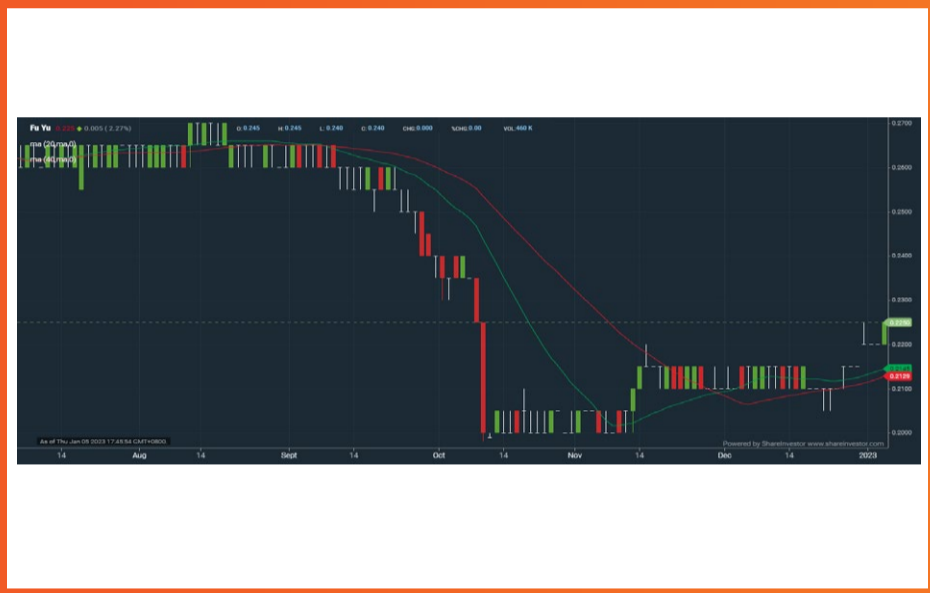 Fu Yu 0.225 ◆ 0.005 ( 2.27%) O: 0.245 H: 0.245 L: 0.240 C: 0.240 CHG:0.000 %CHG:0.00 VOL:460 K
ma (20,ma,0)
ma (40,ma,0)
0.2700
0.2600
0.2500
0.2400
0.2300
0.2250
0.2200
0.2129
0.2100
0.2000
As of Thu Jan 05 2023 17:45:54 GMT+0800
Powered by ShareInvestor www.shareinvestor.com
14 Aug 14 Sept 14 Oct 14 Nov 14 Dec 14 2023